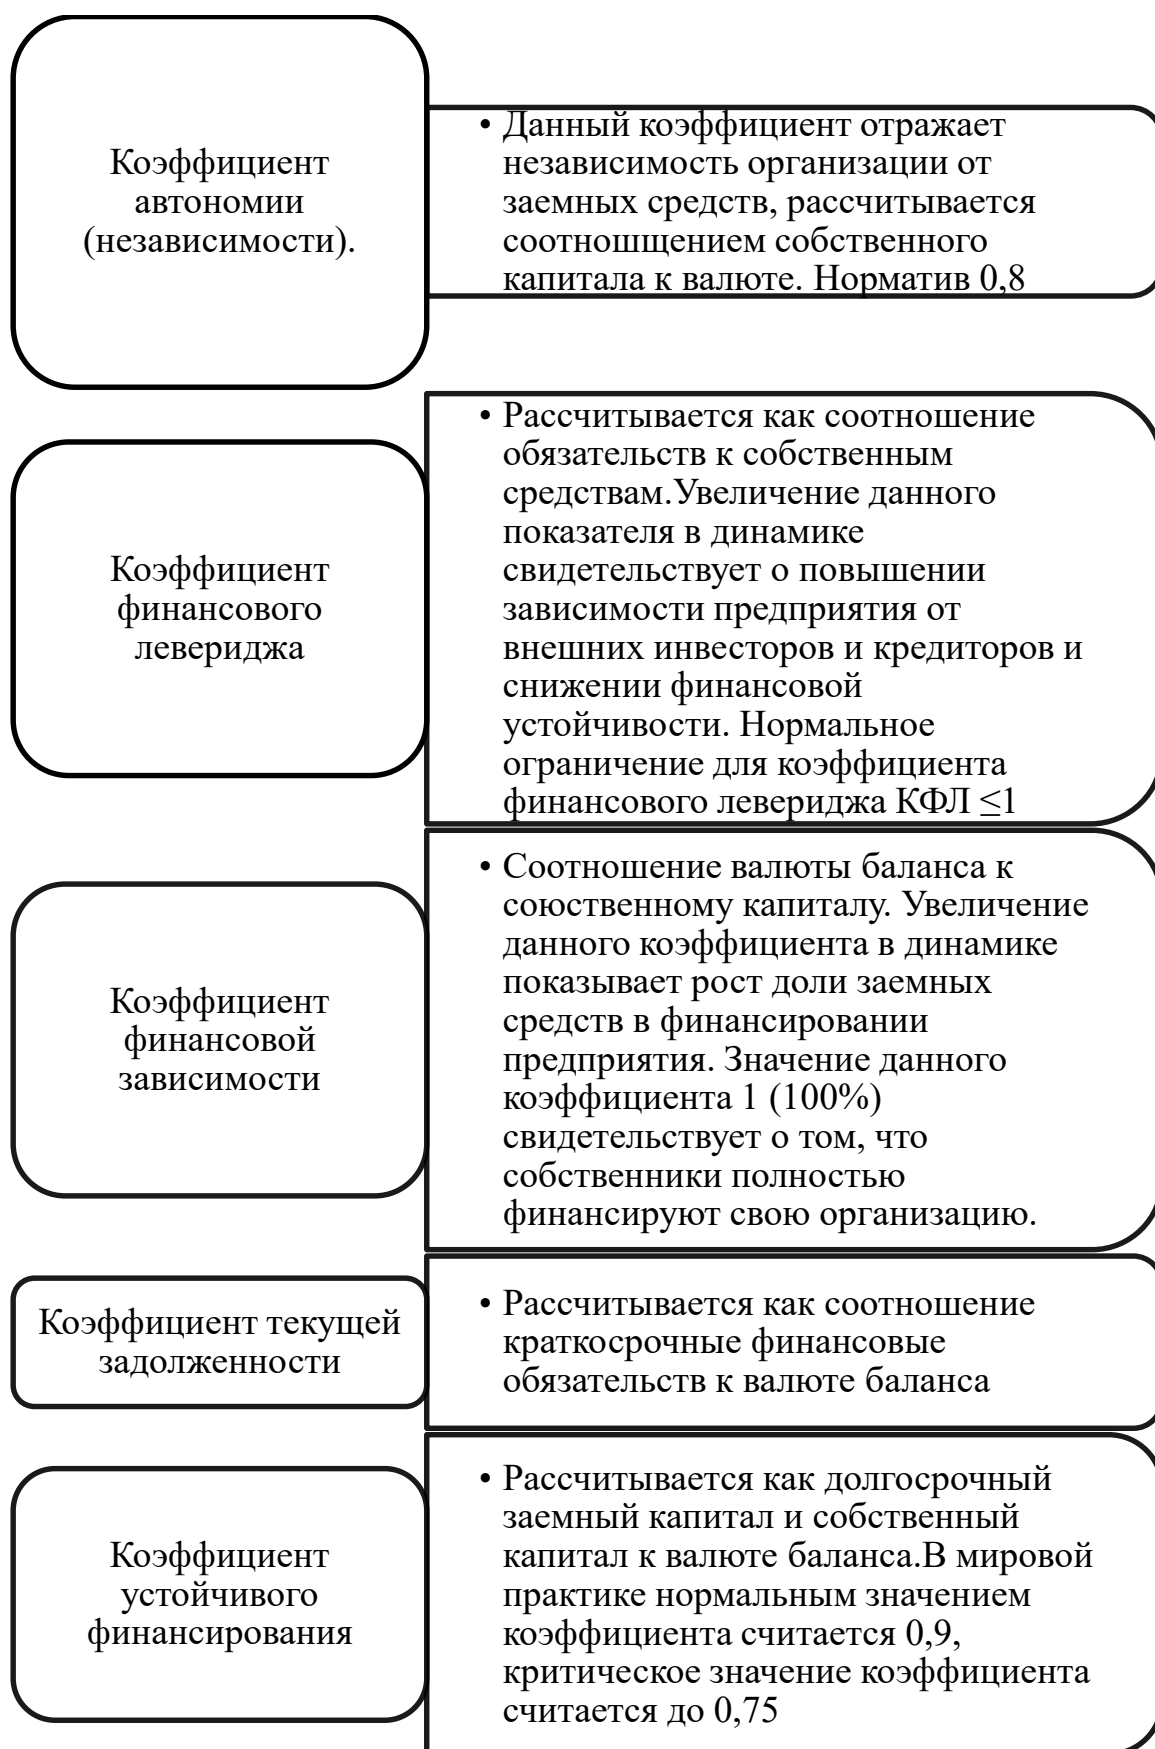 Коэффициент
автономии
(независимости).
• Данный коэффициент отражает
независимость организации от
заемных средств, рассчитывается
соотношщением собственного
капитала к валюте. Норматив 0,8
Коэффициент
финансового
левериджа
• Рассчитывается как соотношение
обязательств к собственным
средствам.Увеличение данного
показателя в динамике
свидетельствует о повышении
зависимости предприятия от
внешних инвесторов и кредиторов и
снижении финансовой
устойчивости. Нормальное
ограничение для коэффициента
финансового левериджа КФЛ ≤1
Коэффициент
финансовой
зависимости
• Соотношение валюты баланса к
союственному капиталу. Увеличение
данного коэффициента в динамике
показывает рост доли заемных
средств в финансировании
предприятия. Значение данного
коэффициента 1 (100%)
свидетельствует о том, что
собственники полностью
финансируют свою организацию.
Коэффициент текущей
задолженности
• Рассчитывается как соотношение
краткосрочные финансовые
обязательств к валюте баланса
Коэффициент
устойчивого
финансирования
• Рассчитывается как долгосрочный
заемный капитал и собственный
капитал к валюте баланса.В мировой
практике нормальным значением
коэффициента считается 0,9,
критическое значение коэффициента
считается до 0,75